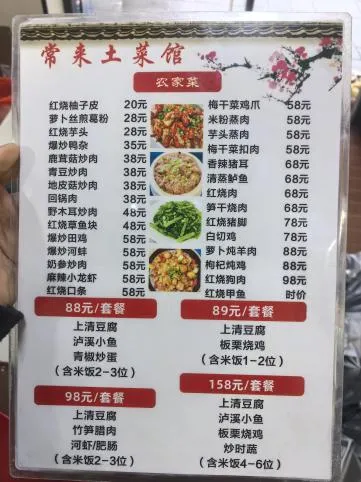 常来土菜馆
农家菜
红烧柚子皮 20元
萝卜丝煎葛粉 28元
红烧芋头 28元
爆炒鸭杂 35元
鹿茸菇炒肉 38元
青豆炒肉 38元
地皮菇炒肉 38元
回锅肉 38元
野木耳炒肉 48元
红烧草鱼块 48元
爆炒田鸡 58元
爆炒河蚌 58元
奶参炒肉 58元
麻辣小龙虾 58元
红烧口条 58元
梅干菜鸡爪 58元
米粉蒸肉 58元
芋头蒸肉 58元
梅干菜扣肉 58元
香辣猪耳 58元
清蒸鲈鱼 58元
红烧肉 58元
笋干烧肉 68元
红烧猪脚 78元
白切鸡 78元
萝卜炖羊肉 88元
枸杞炖鸡 88元
红烧狗肉 98元
红烧甲鱼 时价
88元/套餐
上清豆腐
泸溪小鱼
青椒炒蛋
(含米饭2-3位)
89元/套餐
上清豆腐
板栗烧鸡
(含米饭1-2位)
98元/套餐
上清豆腐
竹笋腊肉
河虾/肥肠
(含米饭2-3位)
158元/套餐
上清豆腐
泸溪小鱼
板栗烧鸡
炒时蔬
(含米饭4-6位)